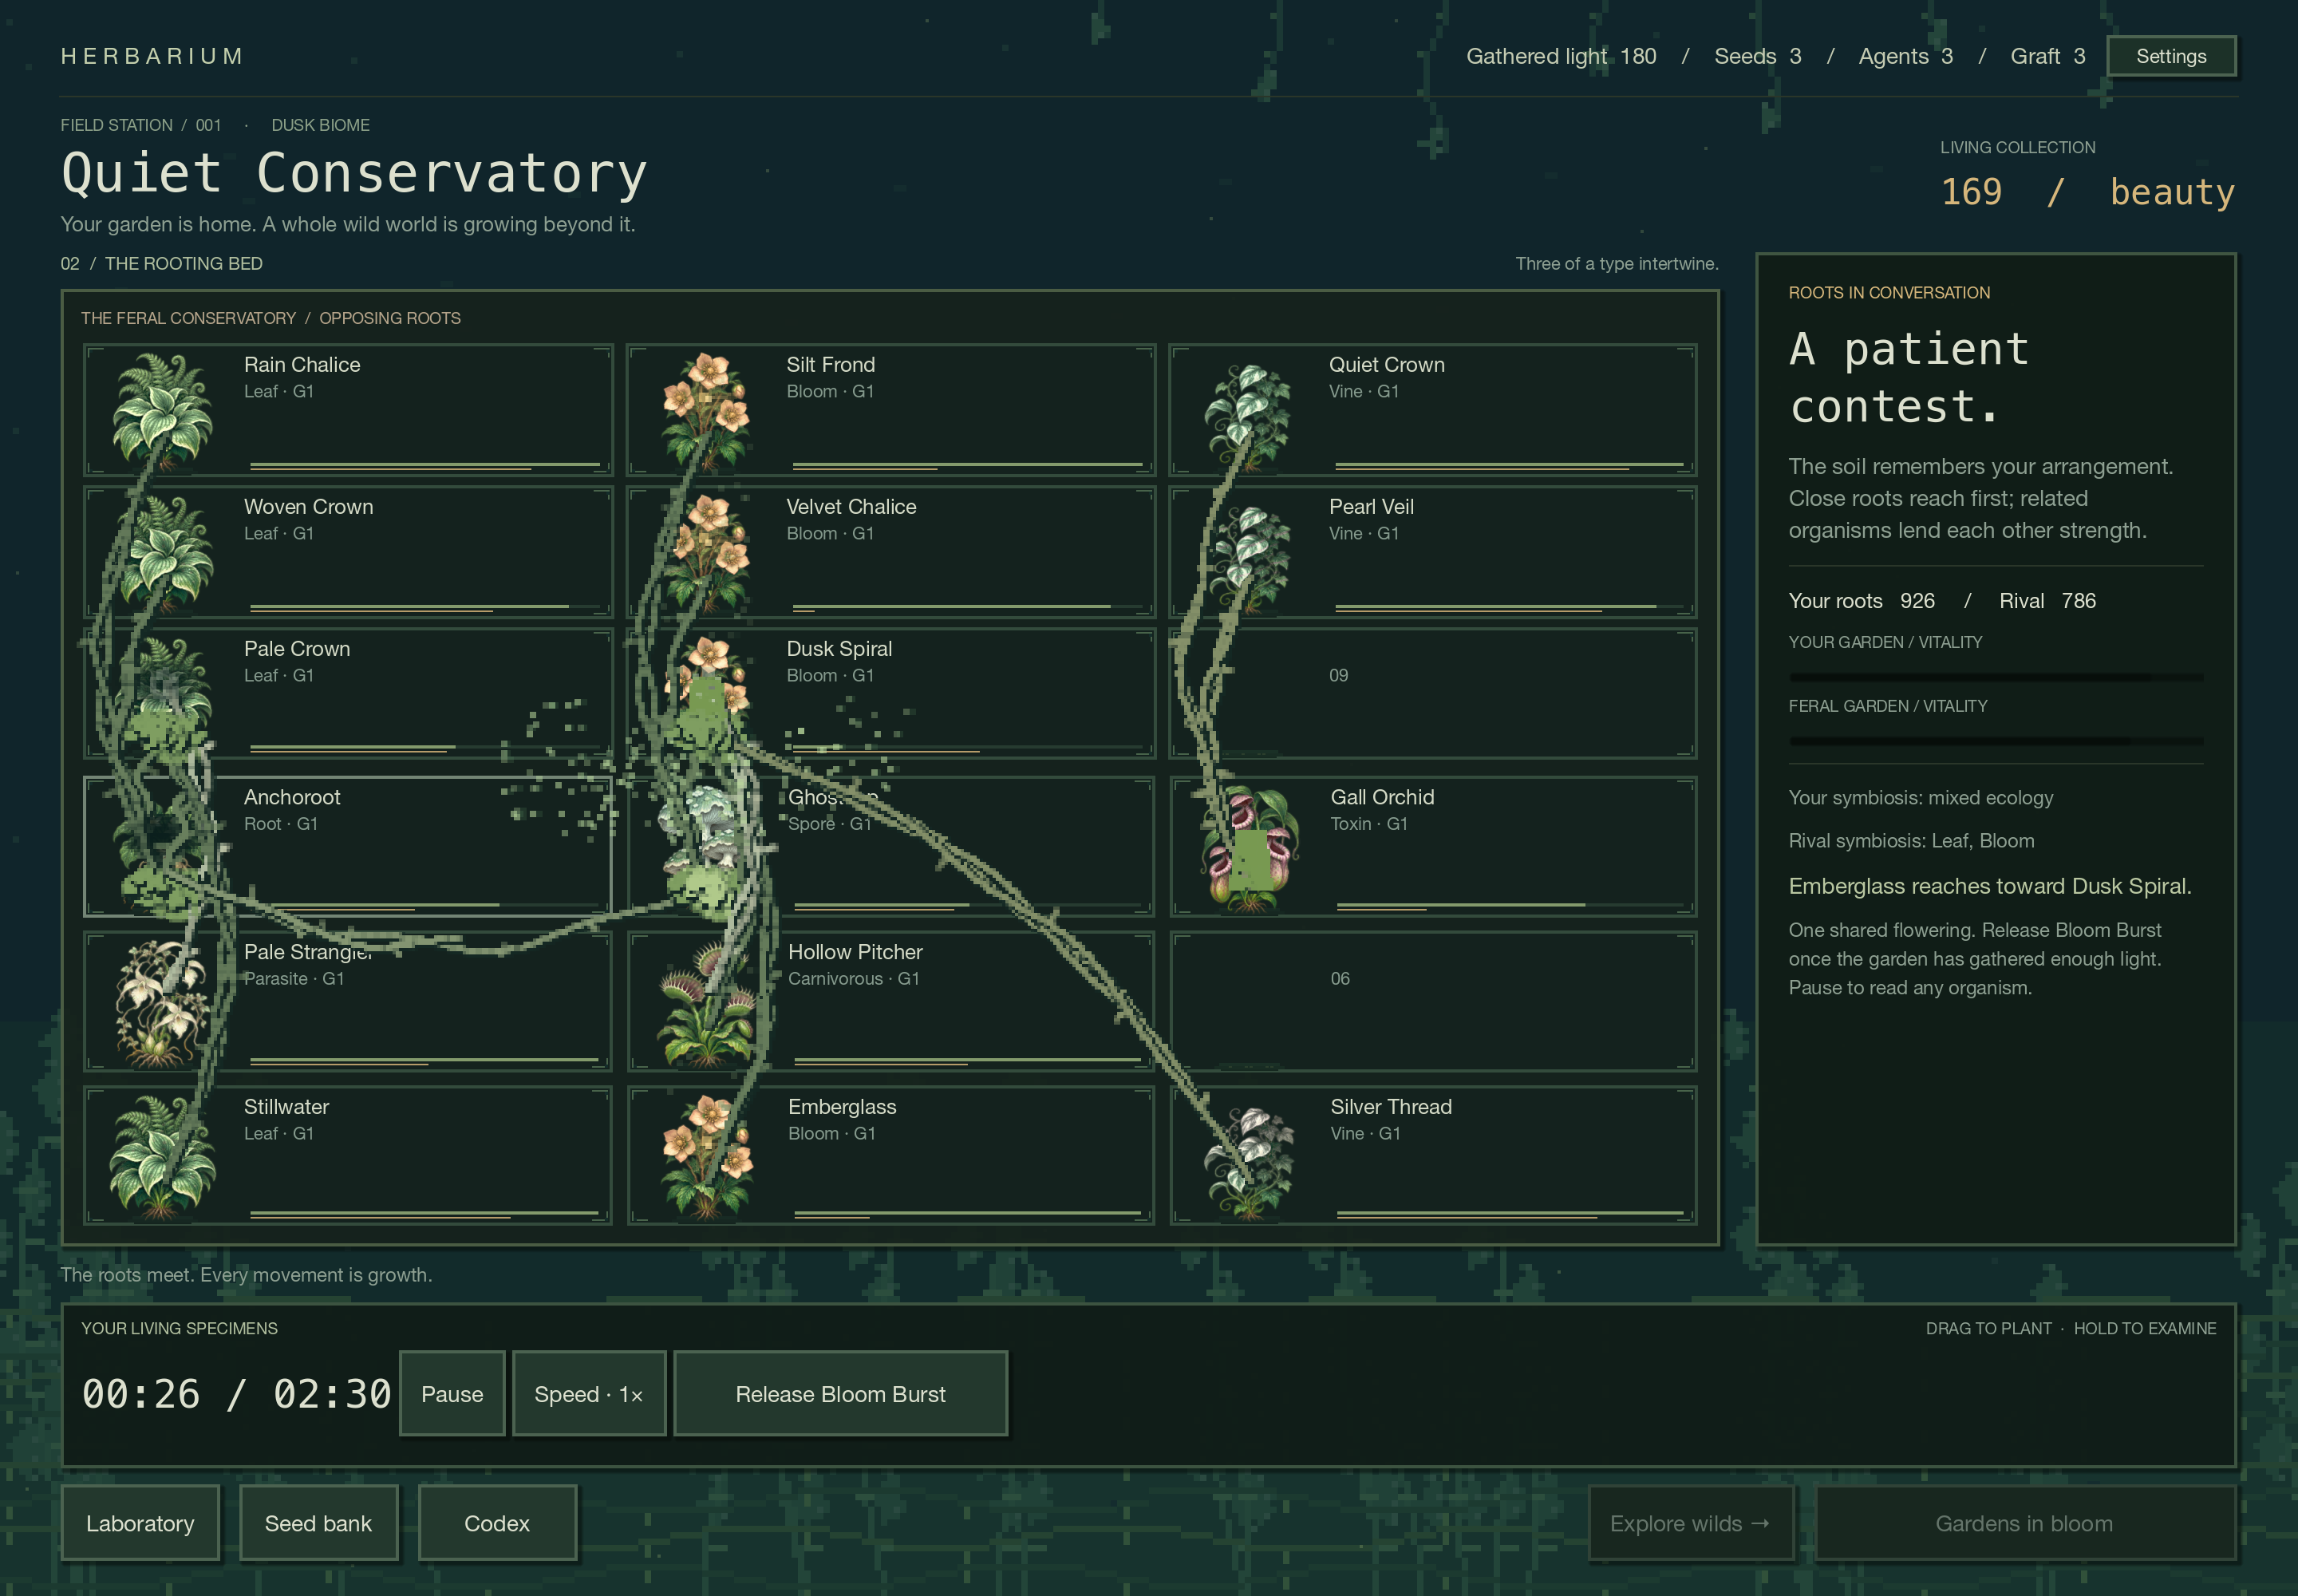 HERBARIUM
Gathered light 180 / Seeds 3 / Agents 3 / Graft 3
Settings
FIELD STATION / 001 · DUSK BIOME
Quiet Conservatory
Your garden is home. A whole wild world is growing beyond it.
LIVING COLLECTION
169 / beauty
02 / THE ROOTING BED
Three of a type intertwine.
THE FERAL CONSERVATORY / OPPOSING ROOTS
Rain Chalice
Leaf · G1
Silt Frond
Bloom · G1
Quiet Crown
Vine · G1
Woven Crown
Leaf · G1
Velvet Chalice
Bloom · G1
Pearl Veil
Vine · G1
Pale Crown
Leaf · G1
Dusk Spiral
Bloom · G1
09
Anchoroot
Root · G1
Spore · G1
Gall Orchid
Toxin · G1
Pale Strangler
Parasite · G1
Hollow Pitcher
Carnivorous · G1
06
Stillwater
Leaf · G1
Emberglass
Bloom · G1
Silver Thread
Vine · G1
ROOTS IN CONVERSATION
A patient
contest.
The soil remembers your arrangement.
Close roots reach first; related
organisms lend each other strength.
Your roots 926 / Rival 786
YOUR GARDEN / VITALITY
FERAL GARDEN / VITALITY
Your symbiosis: mixed ecology
Rival symbiosis: Leaf, Bloom
Emberglass reaches toward Dusk Spiral.
One shared flowering. Release Bloom Burst
once the garden has gathered enough light.
Pause to read any organism.
The roots meet. Every movement is growth.
YOUR LIVING SPECIMENS
DRAG TO PLANT · HOLD TO EXAMINE
00:26 / 02:30
Pause
Speed · 1×
Release Bloom Burst
Laboratory
Seed bank
Codex
Explore wilds →
Gardens in bloom